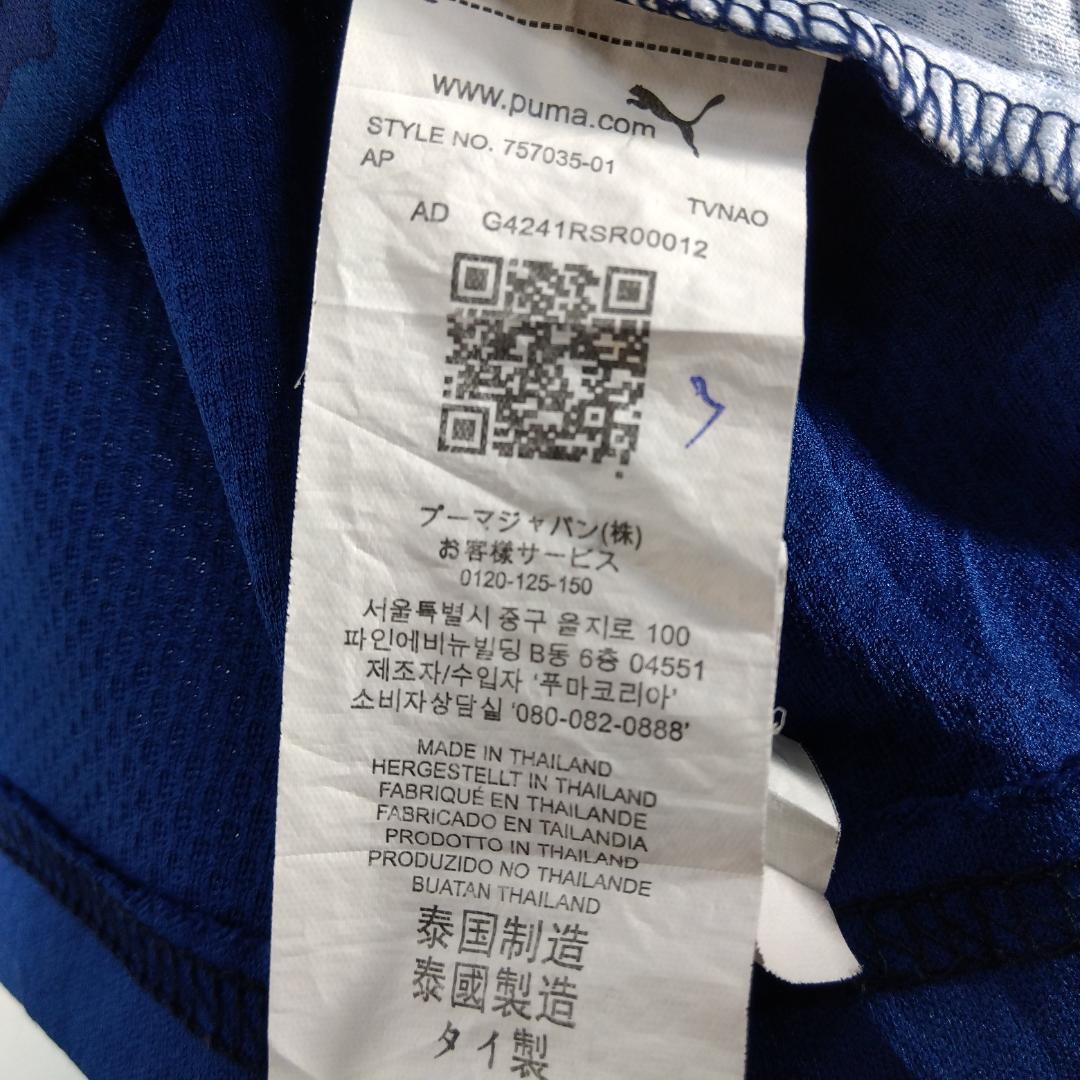 www.puma.com
STYLE NO. 757035-01
AP
TVNAO
AD G4241RSR00012
プーマジャパン(株)
お客様サービス
0120-125-150
서울특별시 중구 을지로 100
파인에비뉴빌딩 B동 6층 04551
제조자/수입자 '푸마코리아'
소비자상담실 '080-082-0888'
MADE IN THAILAND
HERGESTELLT IN THAILAND
FABRIQUÉ EN THAILANDE
FABRICADO EN TAILANDIA
PRODOTTO IN THAILAND
PRODUZIDO NO THAILANDE
BUATAN THAILAND
泰国制造
泰國製造
タイ製